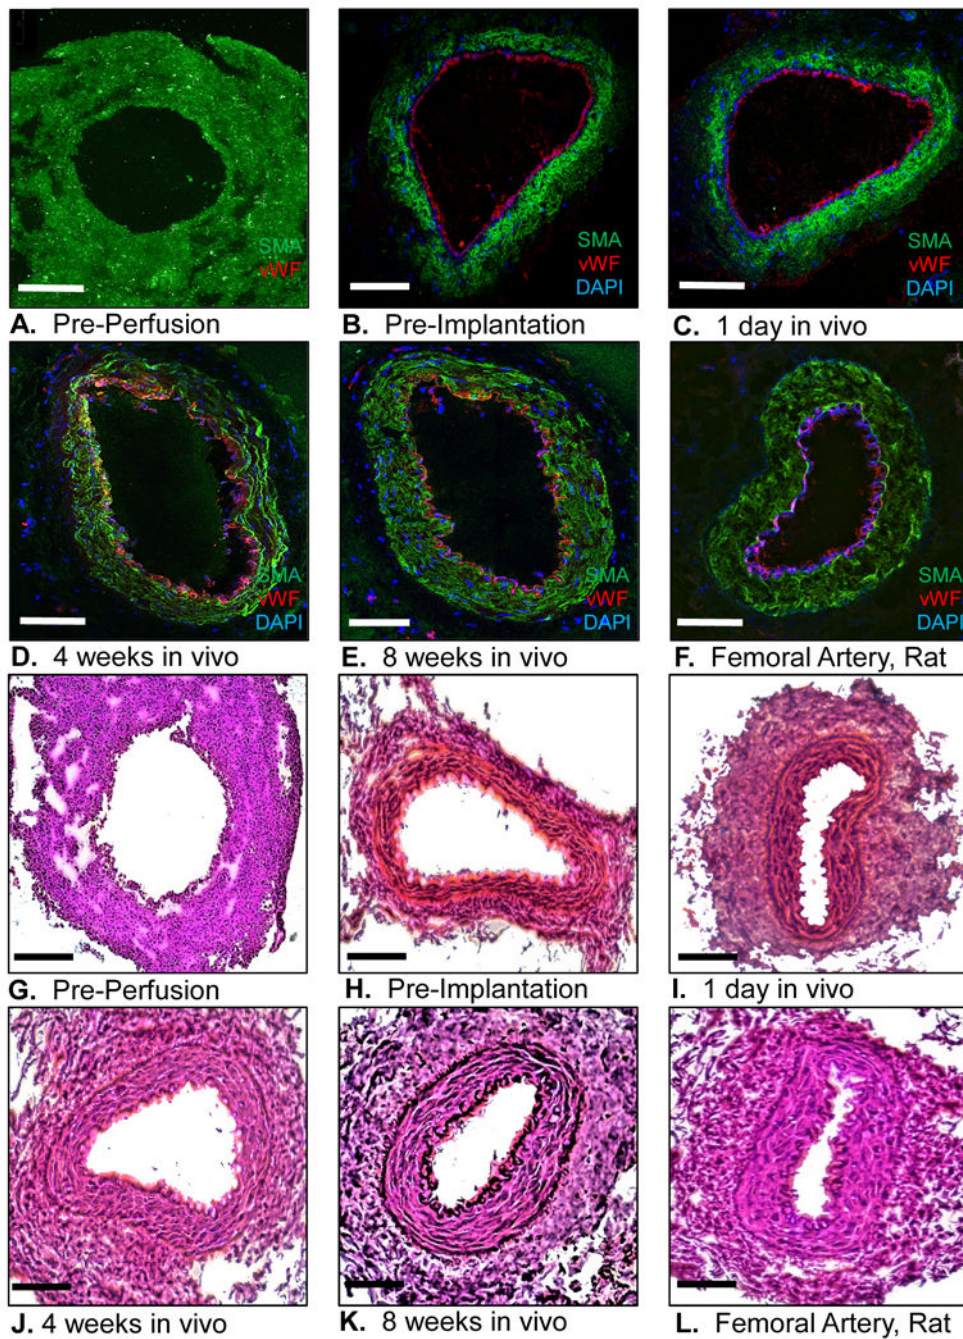 SMA
vWF
SMA
vWF
DAPI
SMA
vWF
DAPI
A. Pre-Perfusion
B. Pre-Implantation
C. 1 day in vivo
SMA
vWF
DAPI
SMA
vWF
DAPI
SMA
vWF
DAPI
D. 4 weeks in vivo
E. 8 weeks in vivo
F. Femoral Artery, Rat
G. Pre-Perfusion
H. Pre-Implantation
I. 1 day in vivo
J. 4 weeks in vivo
K. 8 weeks in vivo
L. Femoral Artery, Rat